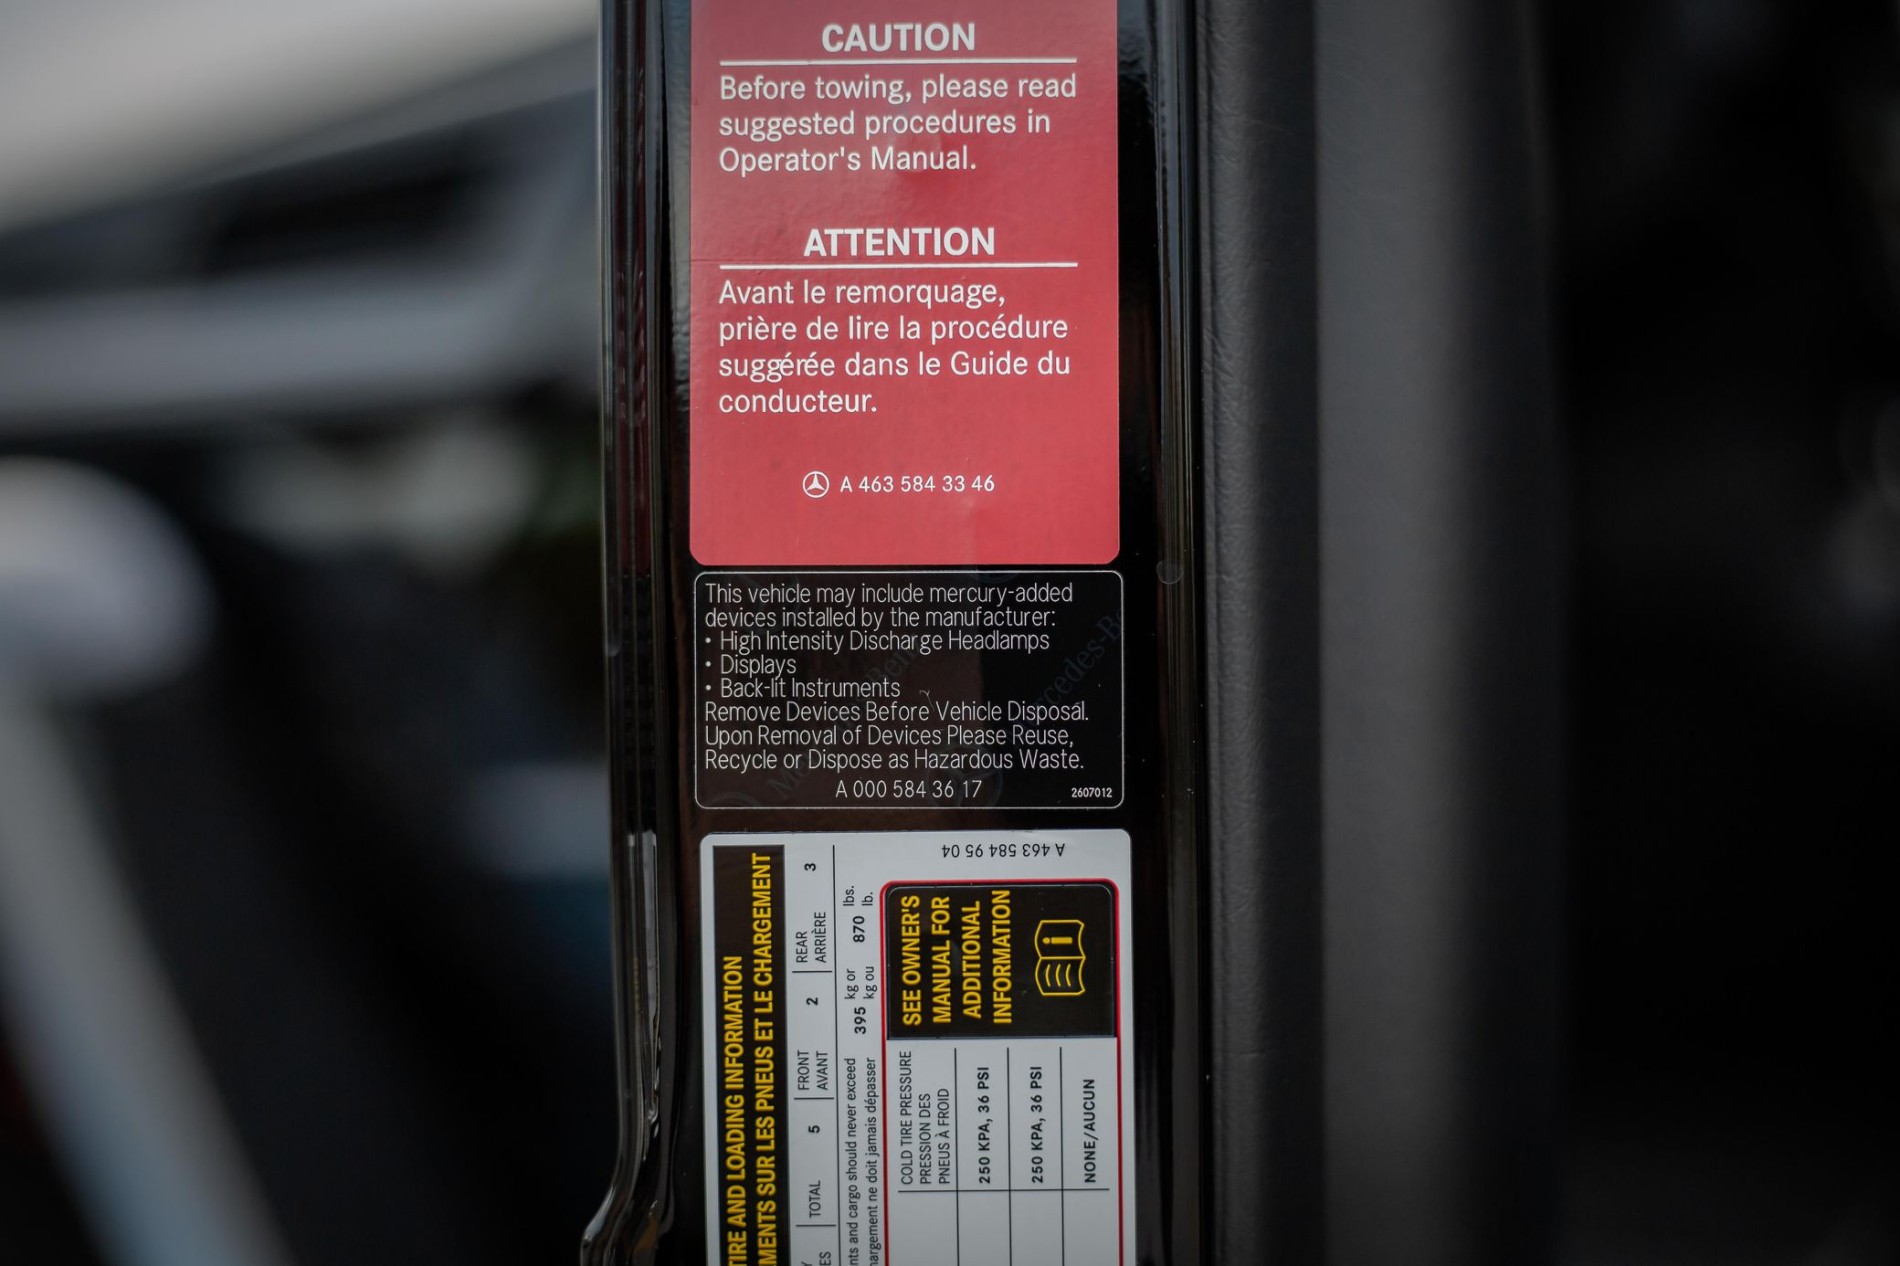 CAUTION
Before towing, please read
suggested procedures in
Operator's Manual.
ATTENTION
Avant le remorquage,
prière de lire la procédure
suggérée dans le Guide du
conducteur.
A 463 584 33 46
This vehicle may include mercury-added
devices installed by the manufacturer:
• High Intensity Discharge Headlamps
• Displays
• Back-lit Instruments
Remove Devices Before Vehicle Disposal.
Upon Removal of Devices Please Reuse,
Recycle or Dispose as Hazardous Waste.
A 000 584 36 17
2607012
A 463 584 95 04
TIRE AND LOADING INFORMATION
MENTS SUR LES PNEUS ET LE CHARGEMENT
TOTAL 5 FRONT 2 REAR 3
AVANT ARRIÈRE
and cargo should never exceed 395 kg or 870 lbs.
ne doit jamais dépasser kg ou lb.
SEE OWNER'S
MANUAL FOR
ADDITIONAL
INFORMATION
COLD TIRE PRESSURE
PRESSION DES
PNEUS À FROID
250 KPA, 36 PSI
250 KPA, 36 PSI
NONE/AUCUN